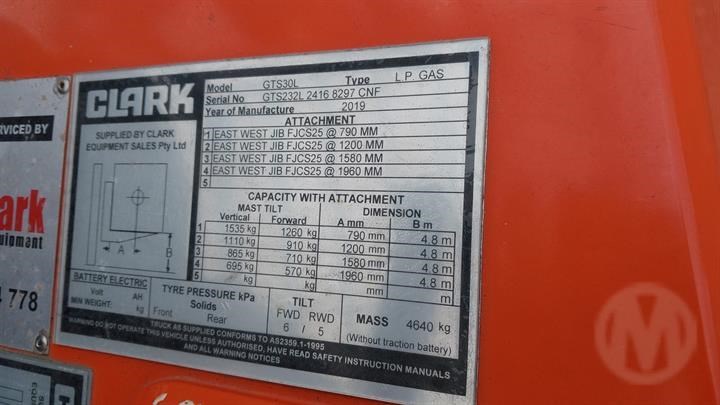 CLARK
SUPPLIED BY CLARK
EQUIPMENT SALES Pty Ltd
A
B
BATTERY ELECTRIC
Volt AH
MIN WEIGHT: kg
Model GTS30L Type L.P. GAS
Serial No GTS232L 2416 8297 CNF
Year of Manufacture 2019
ATTACHMENT
1 EAST WEST JIB FJCS25 @ 790 MM
2 EAST WEST JIB FJCS25 @ 1200 MM
3 EAST WEST JIB FJCS25 @ 1580 MM
4 EAST WEST JIB FJCS25 @ 1960 MM
5
CAPACITY WITH ATTACHMENT
MAST TILT DIMENSION
Vertical Forward A mm B m
1 1535 kg 1260 kg 790 mm 4.8 m
2 1110 kg 910 kg 1200 mm 4.8 m
3 865 kg 710 kg 1580 mm 4.8 m
4 695 kg 570 kg 1960 mm 4.8 m
5 kg kg mm m
TYRE PRESSURE kPa
Solids
Front Rear
TILT
FWD RWD
6 / 5
MASS 4640 kg
(Without traction battery)
TRUCK AS SUPPLIED CONFORMS TO AS2359.1-1995
WARNING DO NOT OPERATE THIS VEHICLE UNLESS AUTHORISED, HAVE READ SAFETY INSTRUCTION MANUALS
AND ALL WARNING NOTICES
RVICED BY
ark
uipment
778
M